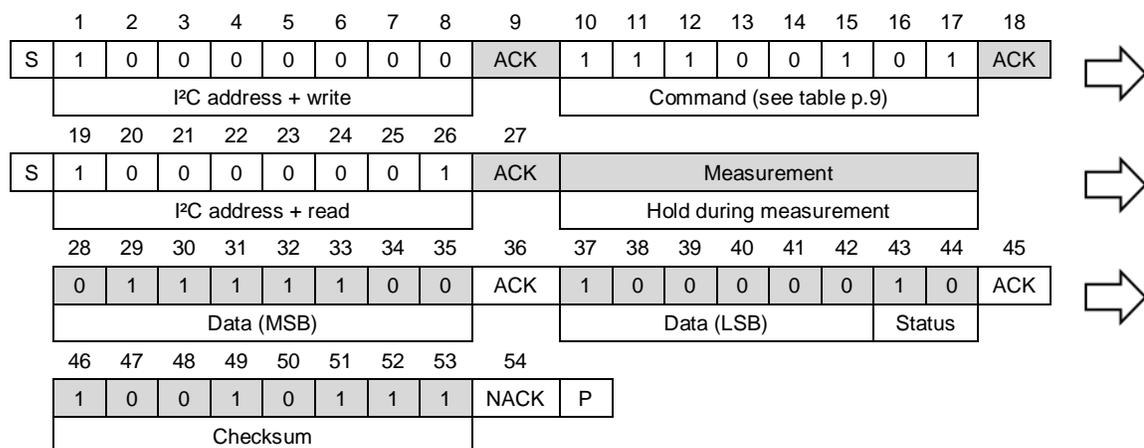 1 2 3 4 5 6 7 8 9 10 11 12 13 14 15 16 17 18
S 1 0 0 0 0 0 0 0 ACK 1 1 1 0 0 1 0 1 ACK
I²C address + write Command (see table p.9)
19 20 21 22 23 24 25 26 27
S 1 0 0 0 0 0 0 1 ACK Measurement
I²C address + read Hold during measurement
28 29 30 31 32 33 34 35 36 37 38 39 40 41 42 43 44 45
0 1 1 1 1 1 0 0 ACK 1 0 0 0 0 0 1 0 ACK
Data (MSB) Data (LSB) Status
46 47 48 49 50 51 52 53 54
1 0 0 1 0 1 1 1 NACK P
Checksum